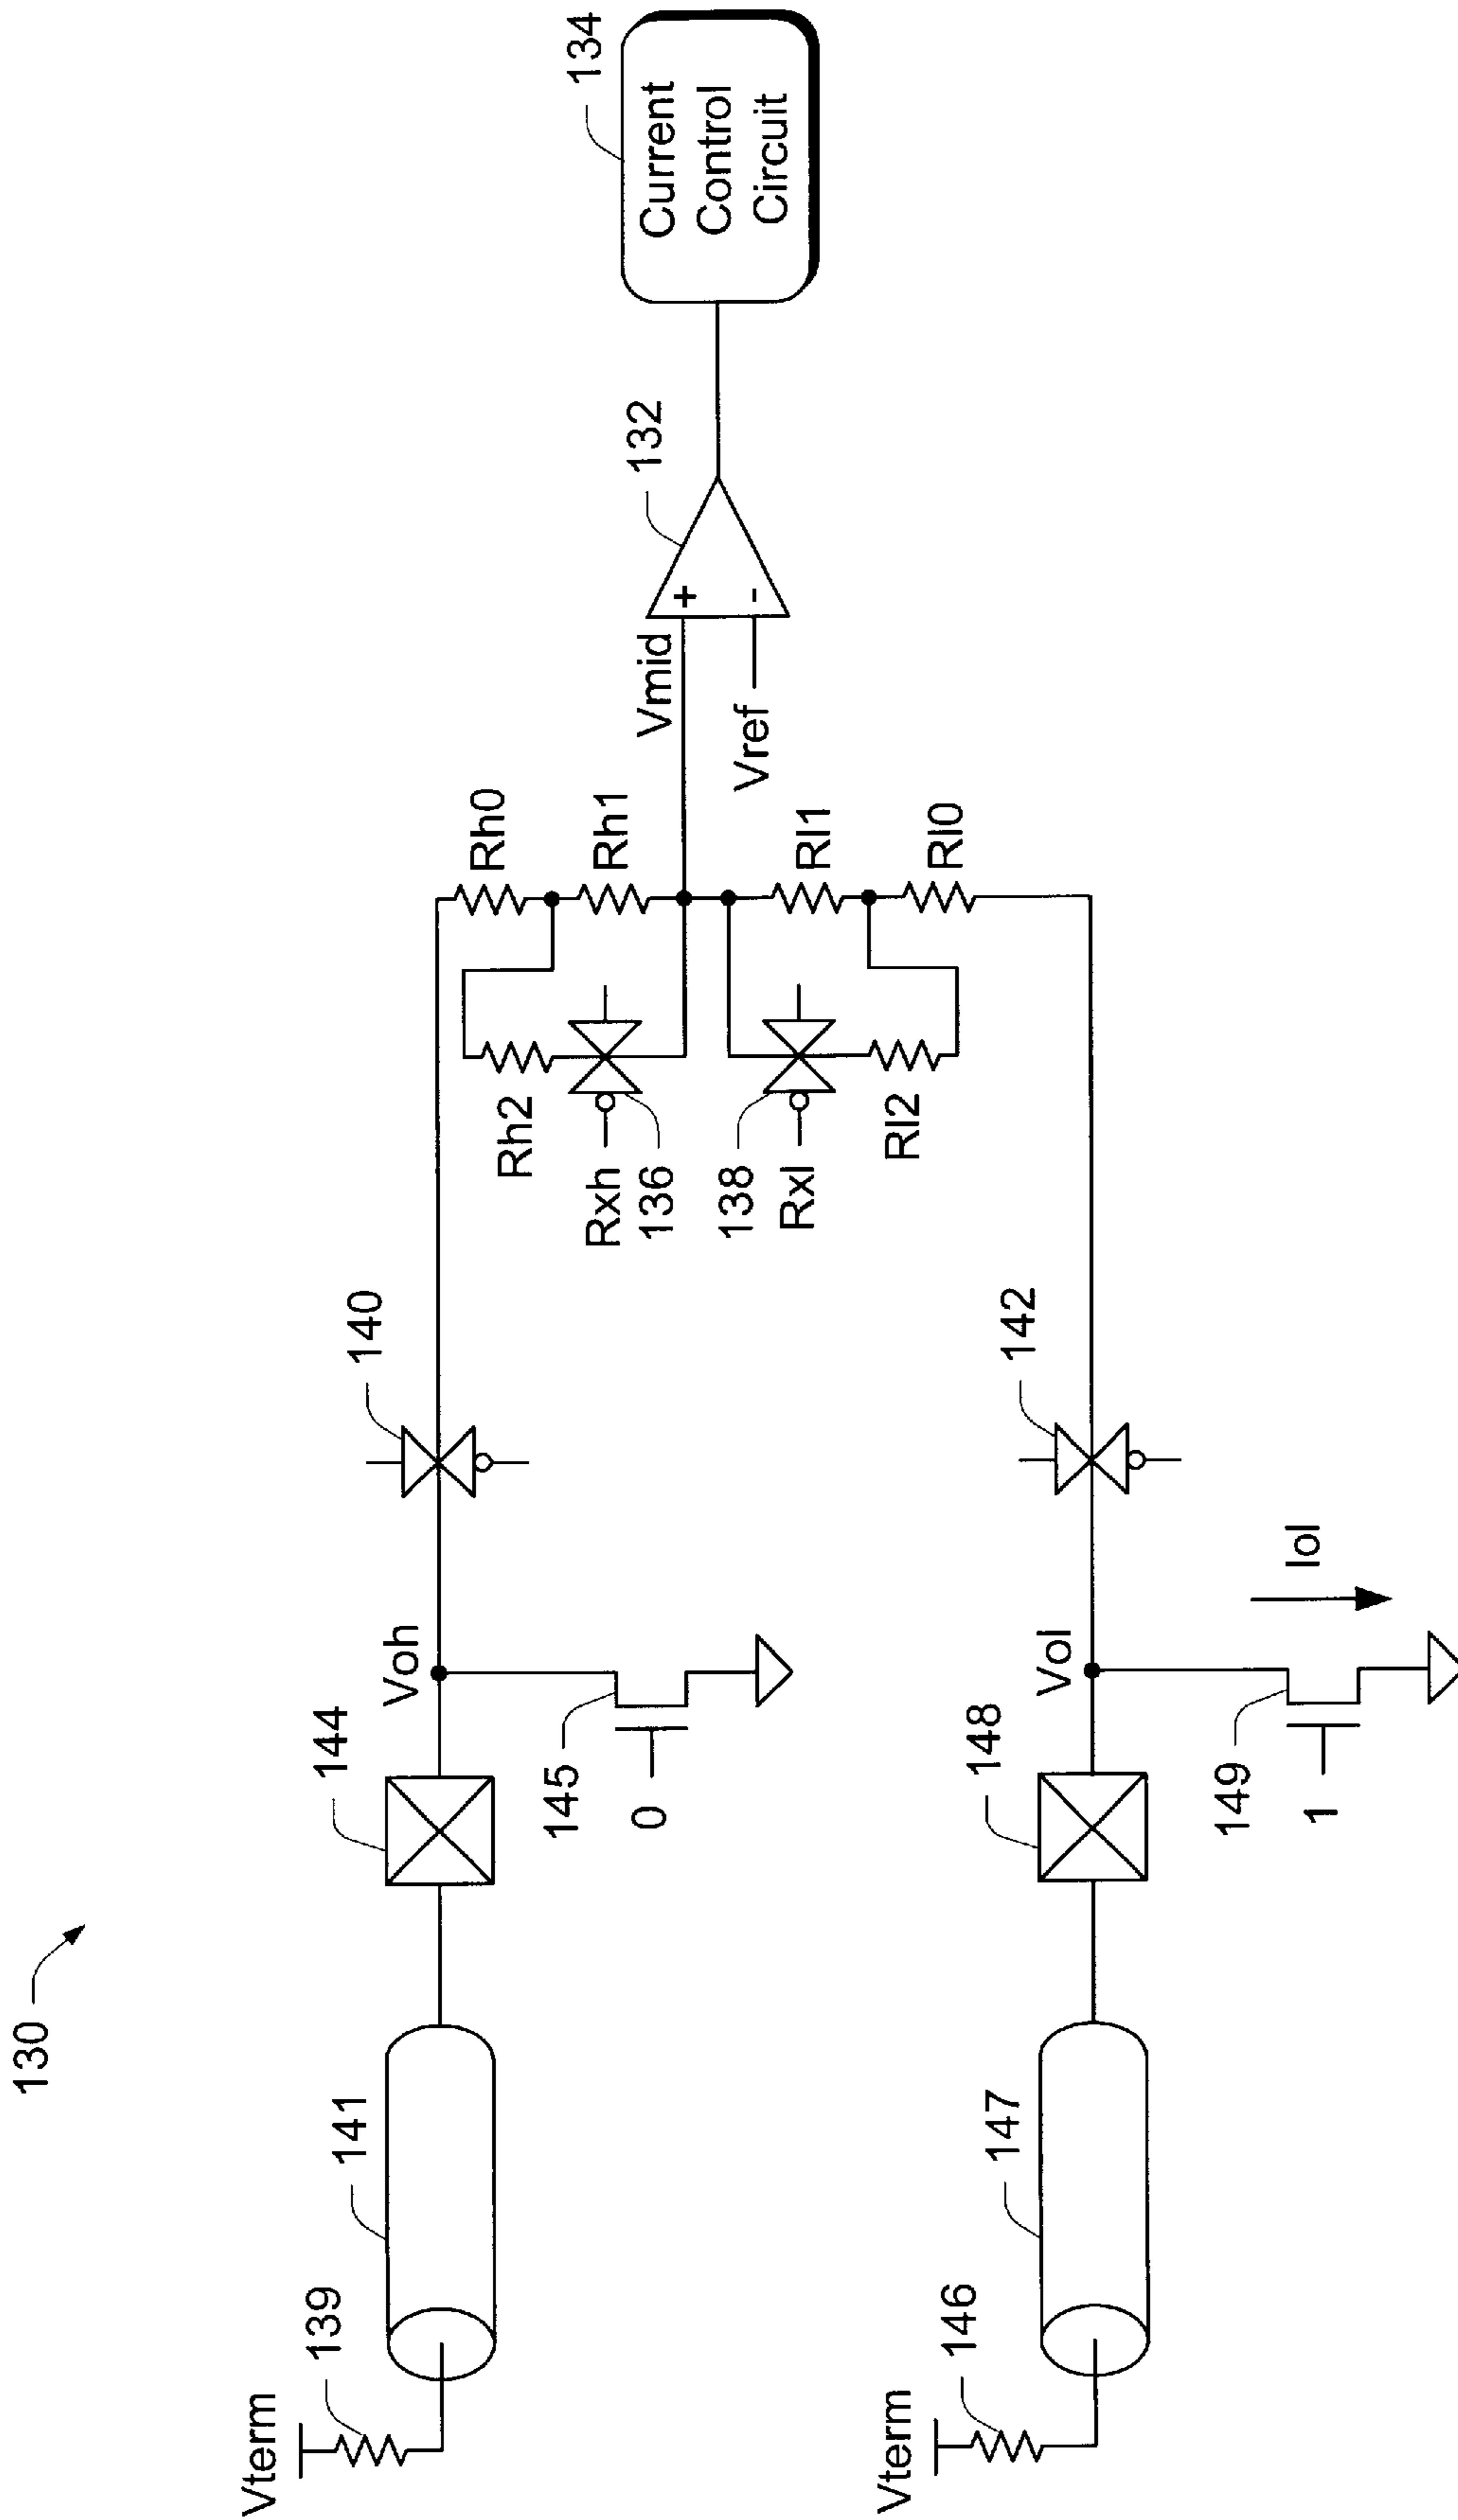 130
Vterm
139
141
144
Voh
145
0
140
Rh0
Rh1
Rh2
Rxh
136
138
Rxl
Rl2
Rl1
Rl0
Vmid
Vref
+
-
132
134
Current
Control
Circuit
Vterm
146
147
148
Vol
149
1
Iol
142